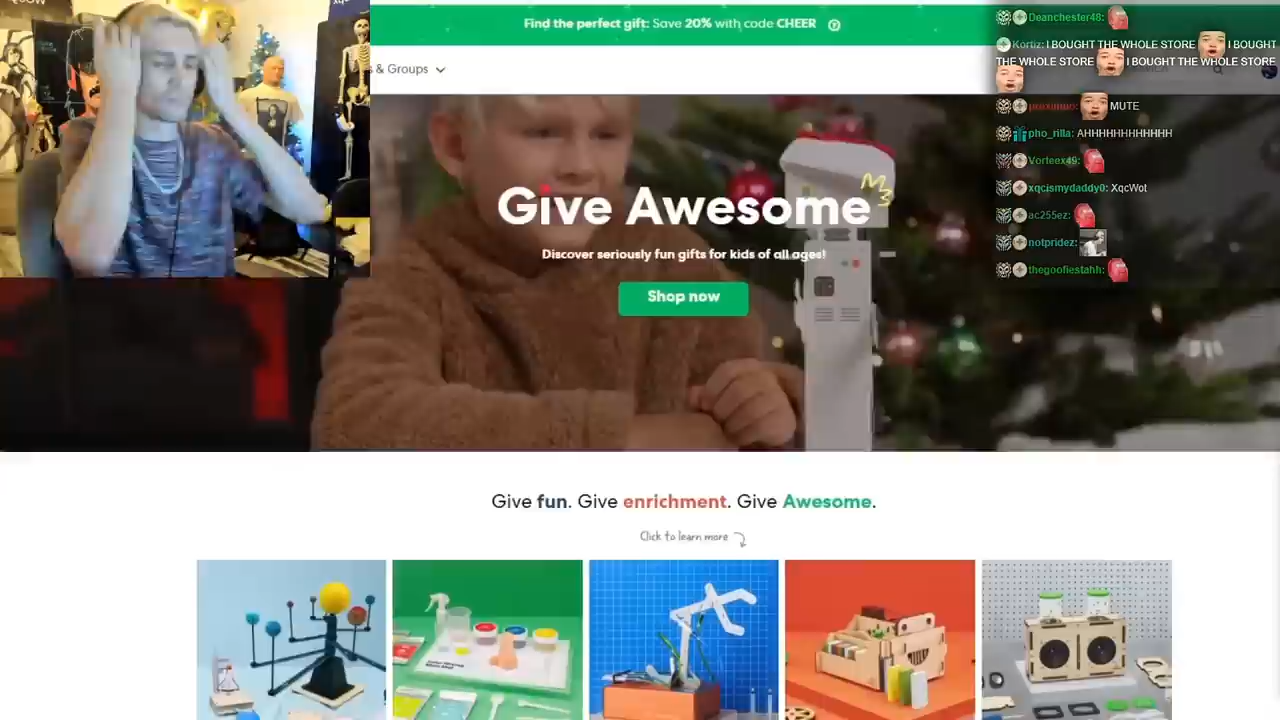 Find the perfect gift: Save 20% with code CHEER
& Groups
Deanchester48:
Kortiz: I BOUGHT THE WHOLE STORE I BOUGHT
THE WHOLE STORE I BOUGHT THE WHOLE STORE
MUTE
pho_rilla: AHHHHHHHHHHHHH
Vorteex49:
xqcismydaddy0: XqcWot
ac255ez:
notpridez:
thegoofiestahh:
Give Awesome
Discover seriously fun gifts for kids of all ages!
Shop now
Give fun. Give enrichment. Give Awesome.
Click to learn more